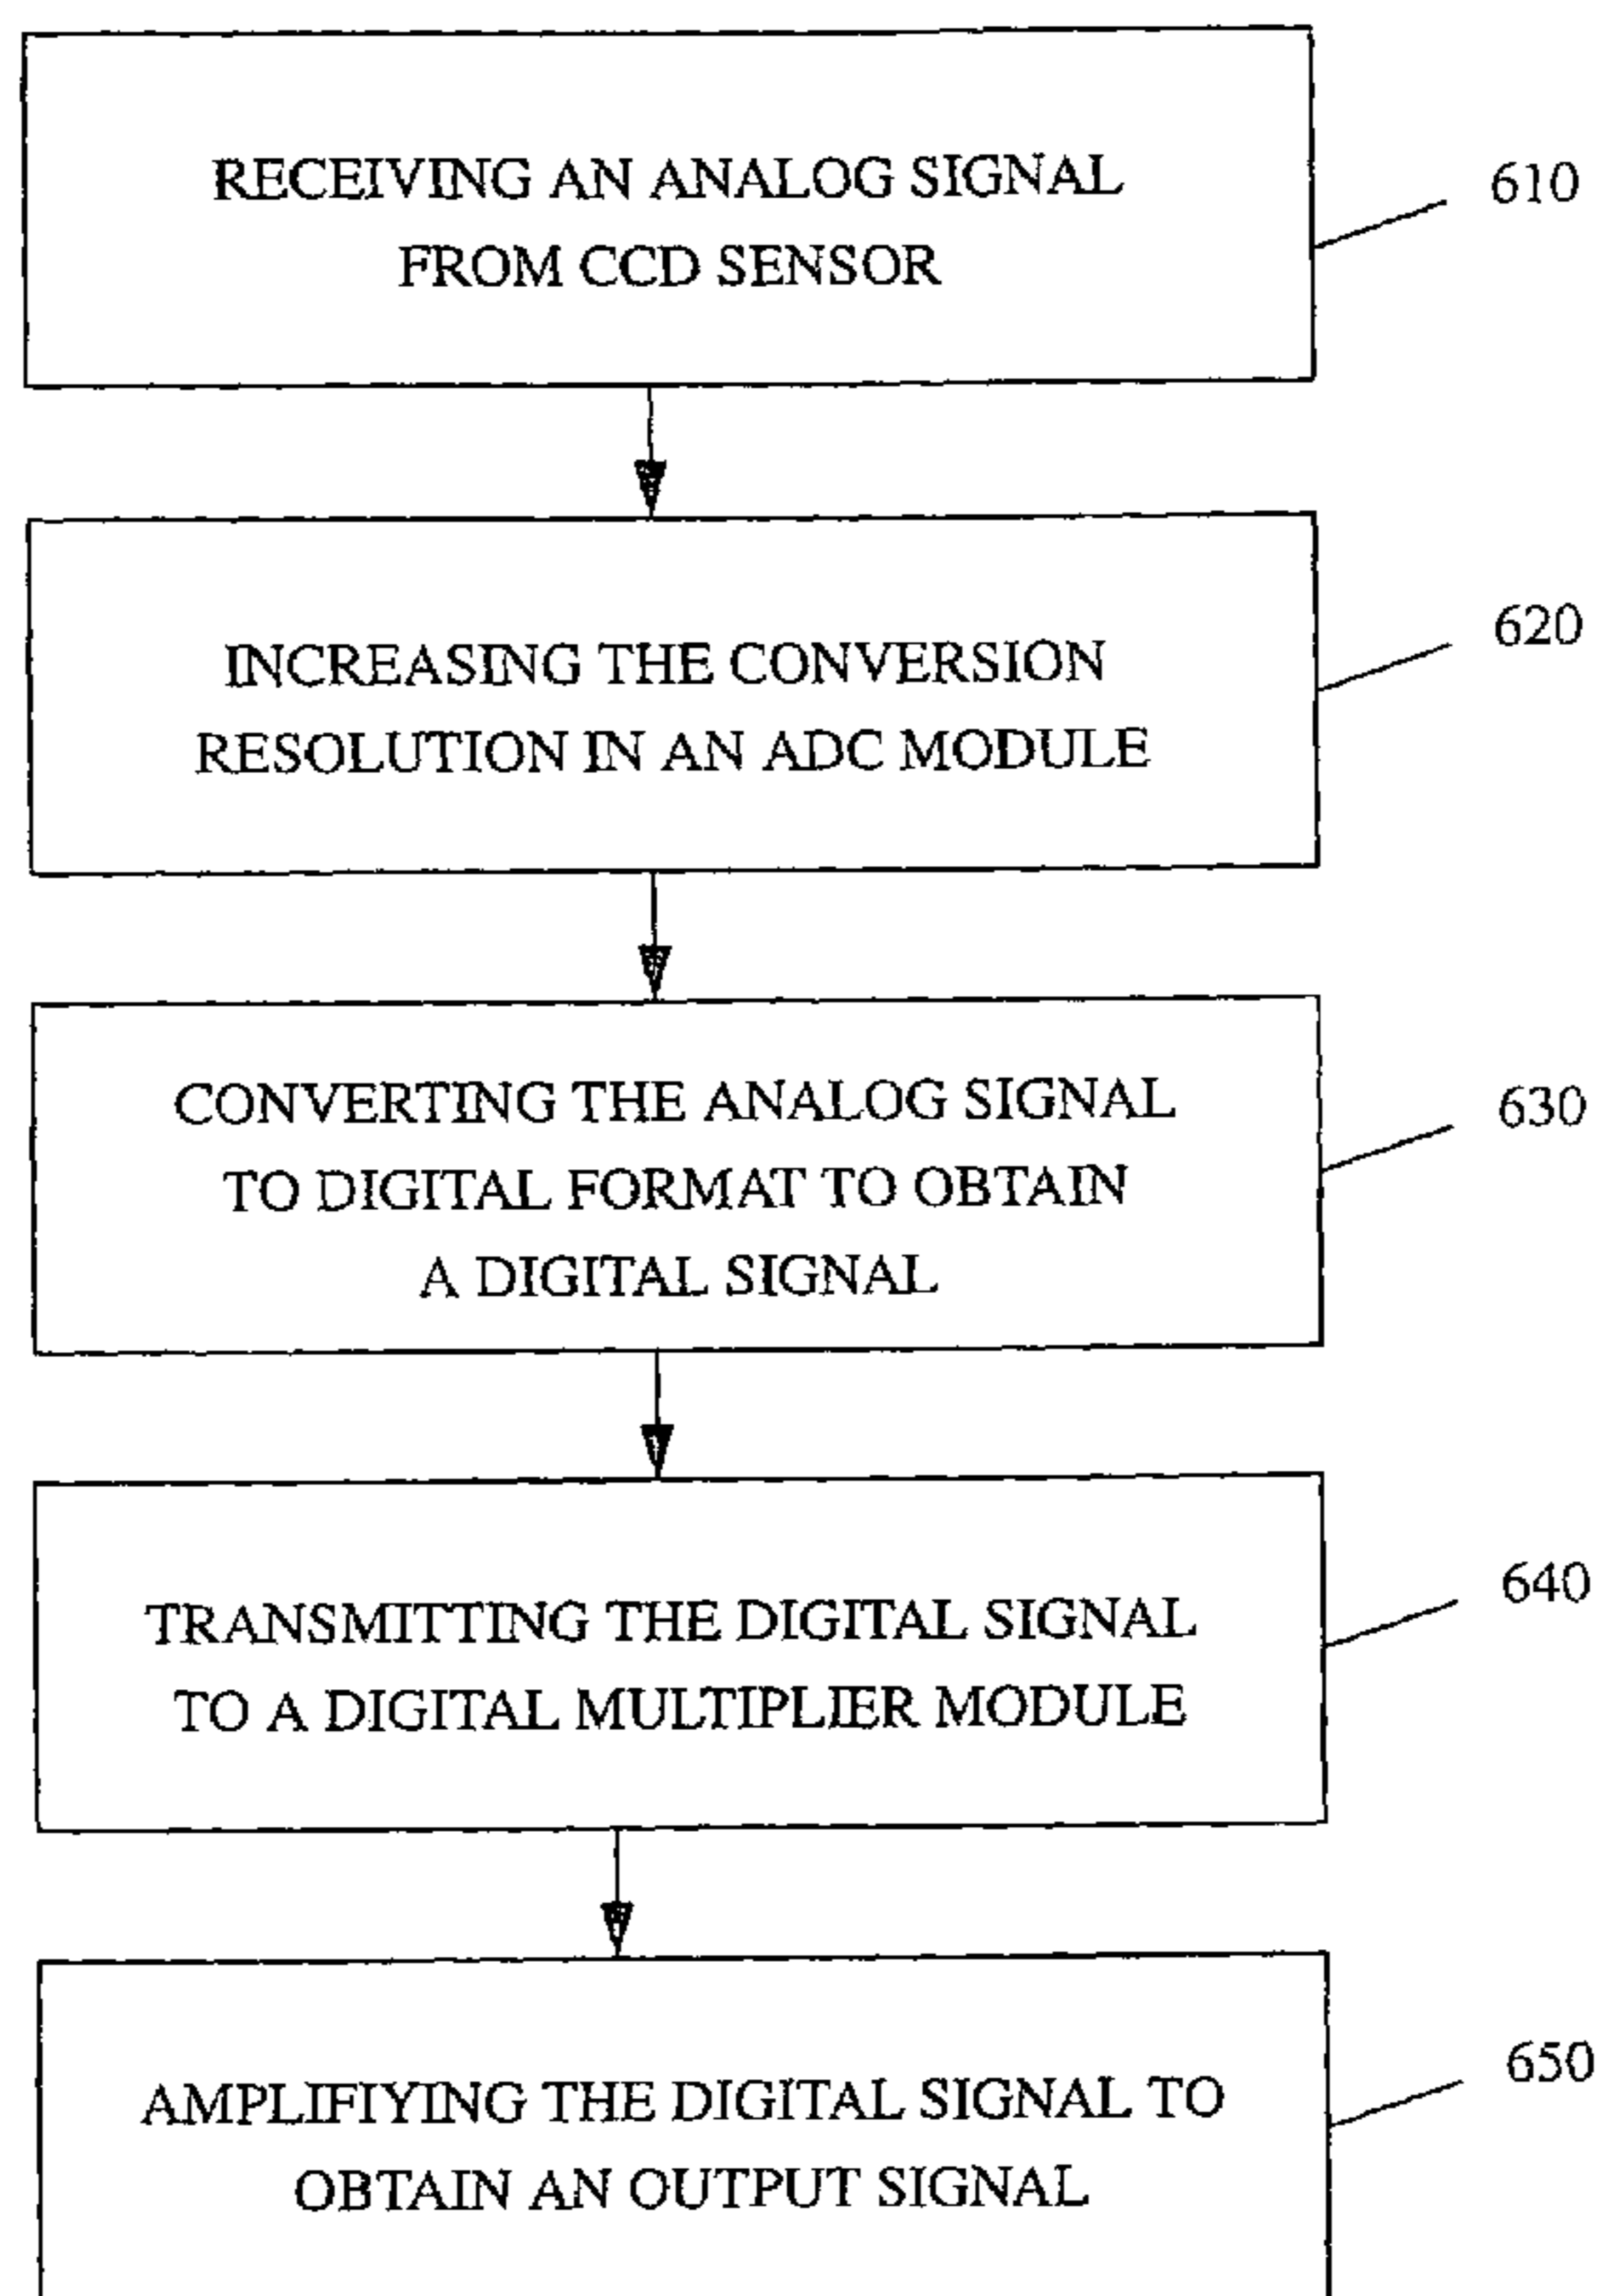 RECEIVING AN ANALOG SIGNAL
FROM CCD SENSOR
610
INCREASING THE CONVERSION
RESOLUTION IN AN ADC MODULE
620
CONVERTING THE ANALOG SIGNAL
TO DIGITAL FORMAT TO OBTAIN
A DIGITAL SIGNAL
630
TRANSMITTING THE DIGITAL SIGNAL
TO A DIGITAL MULTIPLIER MODULE
640
AMPLIFIYING THE DIGITAL SIGNAL TO
OBTAIN AN OUTPUT SIGNAL
650